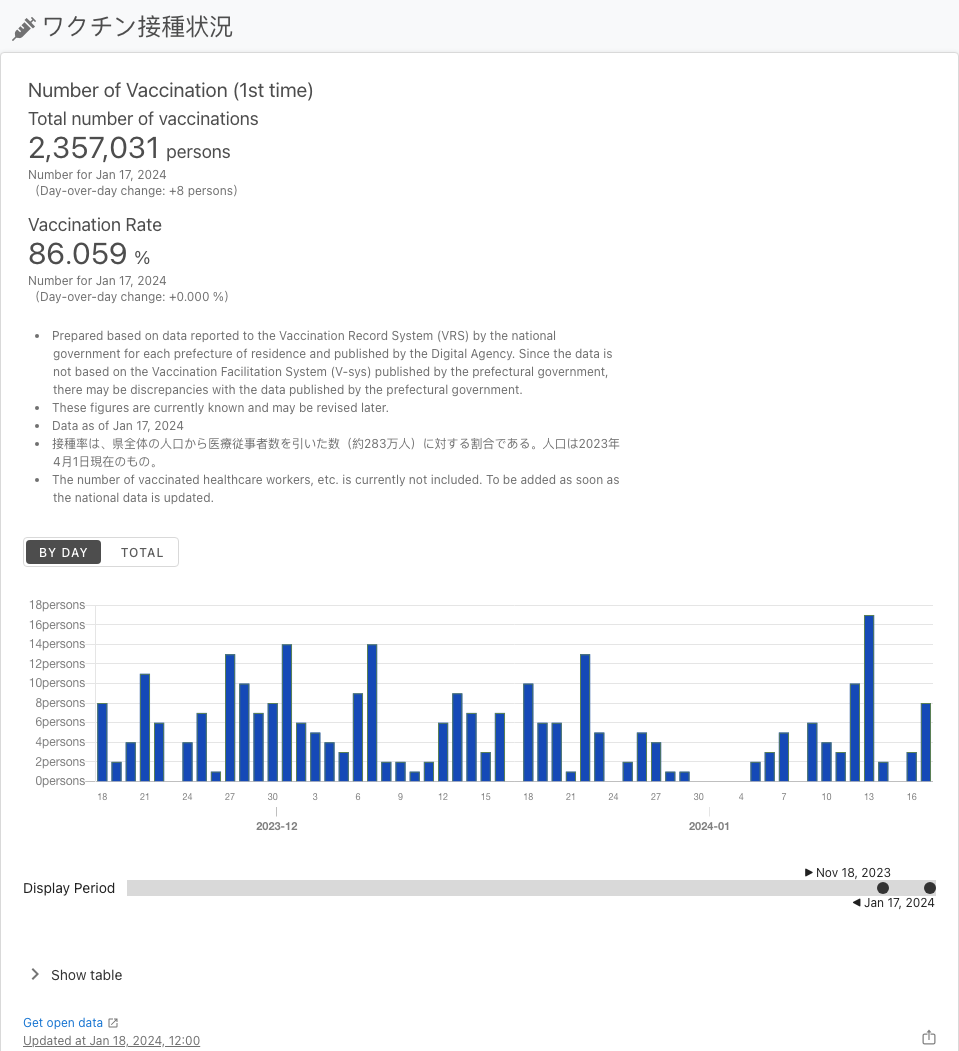 ワクチン接種状況
Number of Vaccination (1st time)
Total number of vaccinations
2,357,031 persons
Number for Jan 17, 2024
（Day-over-day change: +8 persons）
Vaccination Rate
86.059 %
Number for Jan 17, 2024
（Day-over-day change: +0.000 %）
• Prepared based on data reported to the Vaccination Record System (VRS) by the national
government for each prefecture of residence and published by the Digital Agency. Since the data is
not based on the Vaccination Facilitation System (V-sys) published by the prefectural government,
there may be discrepancies with the data published by the prefectural government.
• These figures are currently known and may be revised later.
• Data as of Jan 17, 2024
• 接種率は、県全体の人口から医療従事者数を引いた数（約283万人）に対する割合である。人口は2023年
4月1日現在のもの。
• The number of vaccinated healthcare workers, etc. is currently not included. To be added as soon as
the national data is updated.
BY DAY TOTAL
18persons
16persons
14persons
12persons
10persons
8persons
6persons
4persons
2persons
0persons
18 21 24 27 30 3 6 9 12 15 18 21 24 27 30 4 7 10 13 16
2023-12 2024-01
▶ Nov 18, 2023
Display Period
◀ Jan 17, 2024
Show table
Get open data
Updated at Jan 18, 2024, 12:00